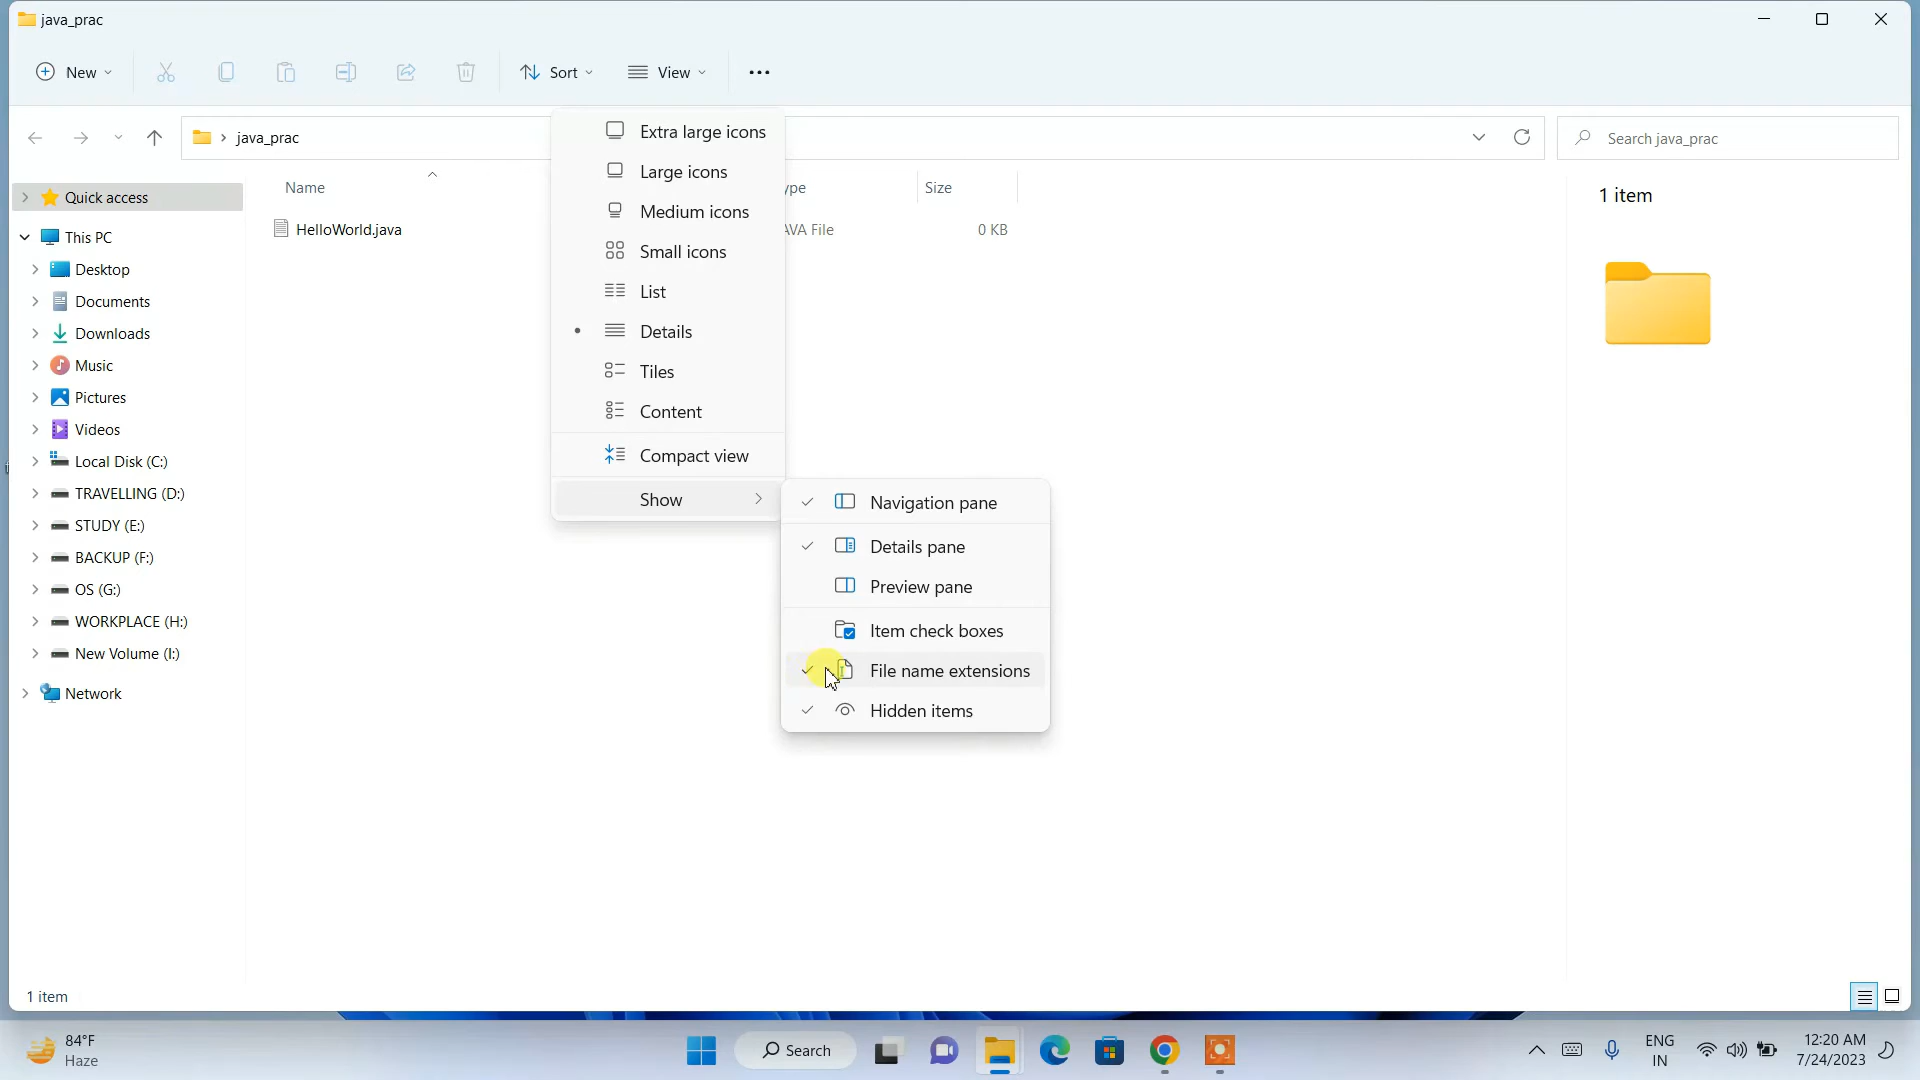 java_prac
New
Sort
View
java_prac
Search java_prac
Name
ype
Size
HelloWorld.java
AVA File
0 KB
1 item
Quick access
This PC
Desktop
Documents
Downloads
Music
Pictures
Videos
Local Disk (C:)
TRAVELLING (D:)
STUDY (E:)
BACKUP (F:)
OS (G:)
WORKPLACE (H:)
New Volume (I:)
Network
Extra large icons
Large icons
Medium icons
Small icons
List
Details
Tiles
Content
Compact view
Show
Navigation pane
Details pane
Preview pane
Item check boxes
File name extensions
Hidden items
1 item
84°F
Haze
Search
ENG
IN
12:20 AM
7/24/2023